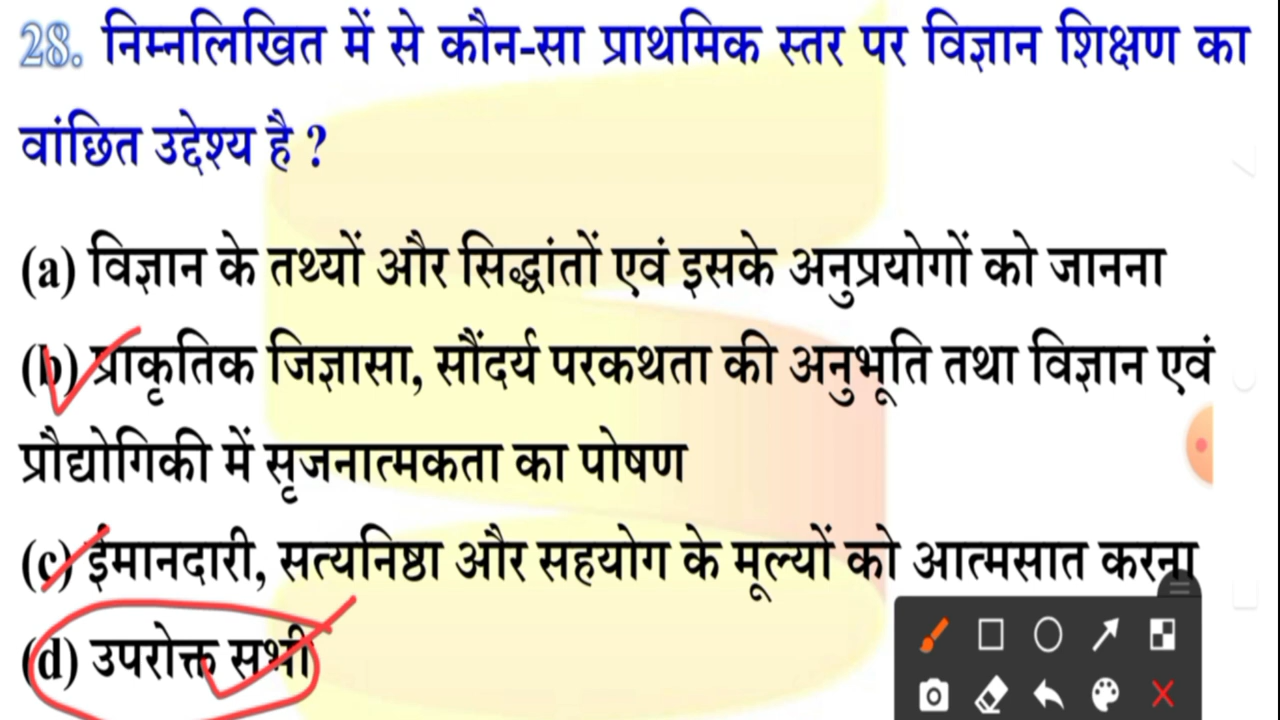 28. निम्नलिखित में से कौन-सा प्राथमिक स्तर पर विज्ञान शिक्षण का
वांछित उद्देश्य है ?
(a) विज्ञान के तथ्यों और सिद्धांतों एवं इसके अनुप्रयोगों को जानना
(b) प्राकृतिक जिज्ञासा, सौंदर्य परकथता की अनुभूति तथा विज्ञान एवं
प्रौद्योगिकी में सृजनात्मकता का पोषण
(c) ईमानदारी, सत्यनिष्ठा और सहयोग के मूल्यों को आत्मसात करना
(d) उपरोक्त सभी